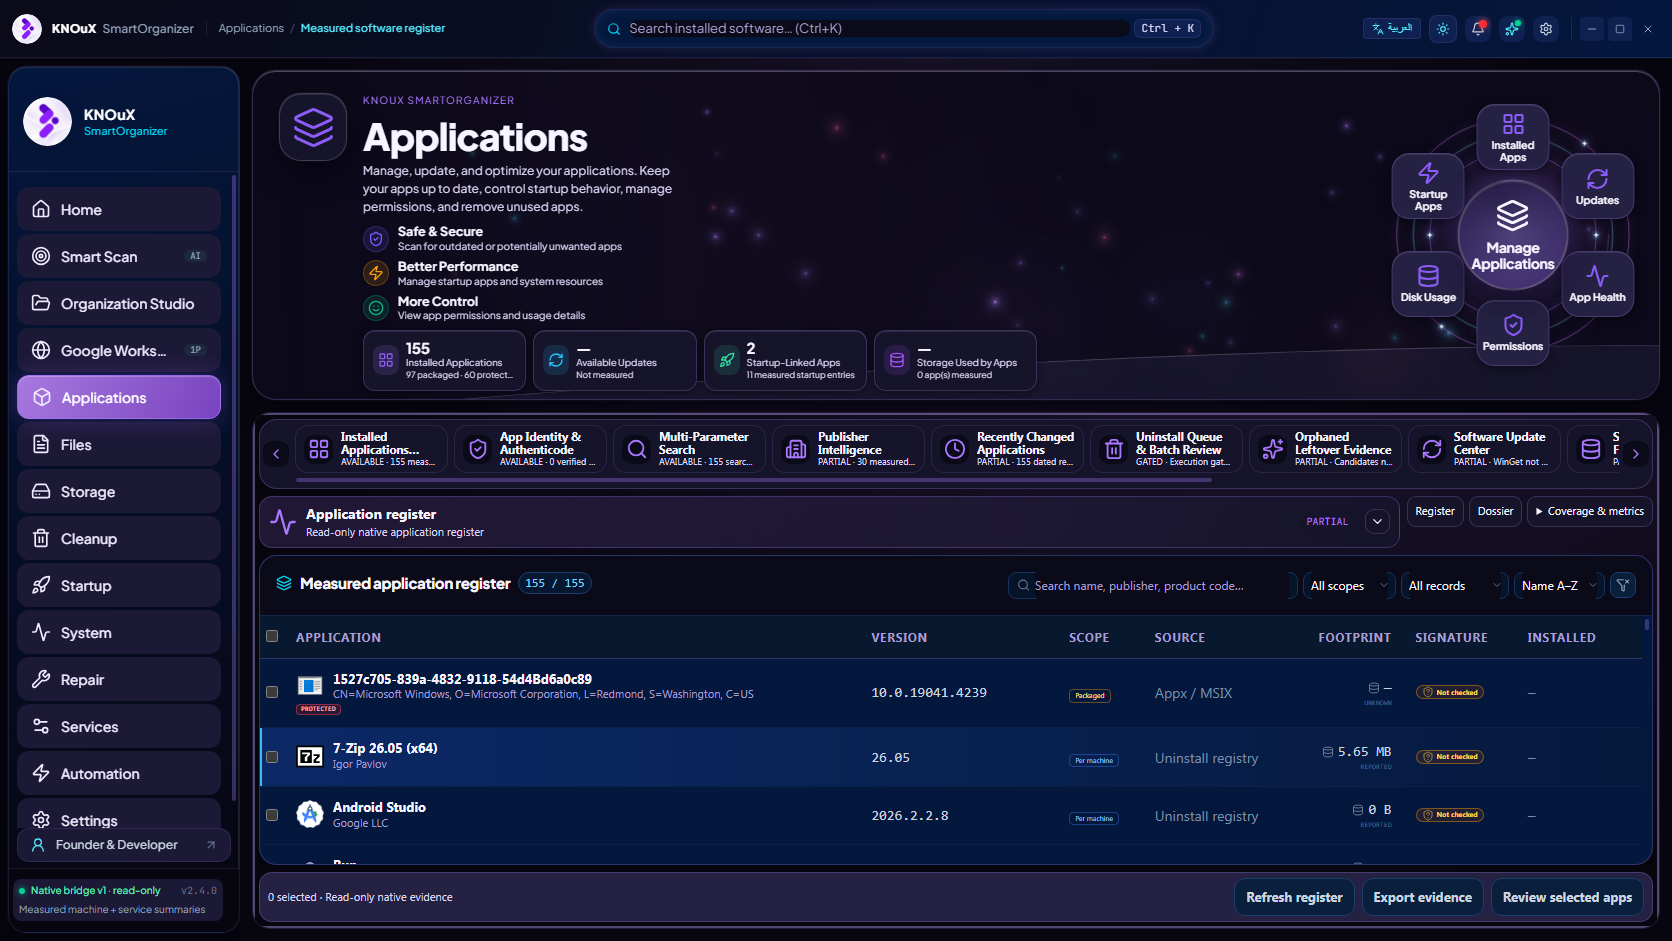 KNOuX SmartOrganizer
Applications / Measured software register
Search installed software... (Ctrl+K)
Ctrl + K
العربية
KNOuX
SmartOrganizer
Home
Smart Scan
AI
Organization Studio
Google Works...
1P
Applications
Files
Storage
Cleanup
Startup
System
Repair
Services
Automation
Settings
Founder & Developer
Native bridge v1 · read-only
v2.4.0
Measured machine + service summaries
KNOUX SMARTORGANIZER
Applications
Manage, update, and optimize your applications. Keep
your apps up to date, control startup behavior, manage
permissions, and remove unused apps.
Safe & Secure
Scan for outdated or potentially unwanted apps
Better Performance
Manage startup apps and system resources
More Control
View app permissions and usage details
155
Installed Applications
97 packaged · 60 protect...
—
Available Updates
Not measured
2
Startup-Linked Apps
11 measured startup entries
—
Storage Used by Apps
0 app(s) measured
Installed
Apps
Startup
Apps
Updates
Manage
Applications
Disk Usage
App Health
Permissions
Installed
Applications...
AVAILABLE · 155 meas...
App Identity &
Authenticode
AVAILABLE · 0 verified ...
Multi-Parameter
Search
AVAILABLE · 155 searc...
Publisher
Intelligence
PARTIAL · 30 measured...
Recently Changed
Applications
PARTIAL · 155 dated re...
Uninstall Queue
& Batch Review
GATED · Execution gat...
Orphaned
Leftover Evidence
PARTIAL · Candidates n...
Software Update
Center
PARTIAL · WinGet not ...
Application register
Read-only native application register
PARTIAL
Register
Dossier
Coverage & metrics
Measured application register
155 / 155
Search name, publisher, product code...
All scopes
All records
Name A–Z
APPLICATION
VERSION
SCOPE
SOURCE
FOOTPRINT
SIGNATURE
INSTALLED
1527c705-839a-4832-9118-54d4Bd6a0c89
CN=Microsoft Windows, O=Microsoft Corporation, L=Redmond, S=Washington, C=US
PROTECTED
10.0.19041.4239
Packaged
Appx / MSIX
—
UNKNOWN
Not checked
—
7-Zip 26.05 (x64)
Igor Pavlov
26.05
Per machine
Uninstall registry
5.65 MB
REPORTED
Not checked
—
Android Studio
Google LLC
2026.2.2.8
Per machine
Uninstall registry
0 B
REPORTED
Not checked
—
0 selected · Read-only native evidence
Refresh register
Export evidence
Review selected apps